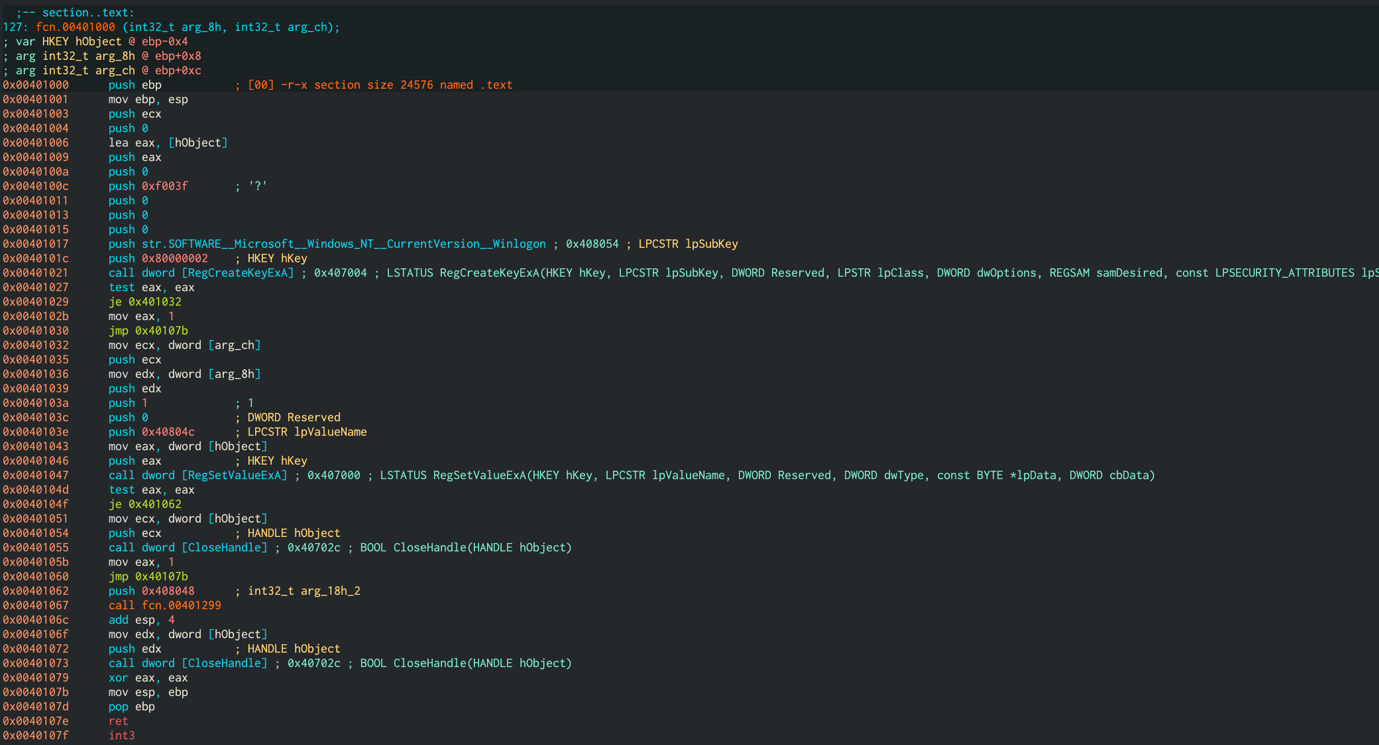 ;-- section..text:
127: fcn.00401000 (int32_t arg_8h, int32_t arg_ch);
; var HKEY hObject @ ebp-0x4
; arg int32_t arg_8h @ ebp+0x8
; arg int32_t arg_ch @ ebp+0xc
0x00401000 push ebp ; [00] -r-x section size 24576 named .text
0x00401001 mov ebp, esp
0x00401003 push ecx
0x00401004 push 0
0x00401006 lea eax, [hObject]
0x00401009 push eax
0x0040100a push 0
0x0040100c push 0xf003f ; '?'
0x00401011 push 0
0x00401013 push 0
0x00401015 push 0
0x00401017 push str.SOFTWARE__Microsoft__Windows_NT__CurrentVersion__Winlogon ; 0x408054 ; LPCSTR lpSubKey
0x0040101c push 0x80000002 ; HKEY hKey
0x00401021 call dword [RegCreateKeyExA] ; 0x407004 ; LSTATUS RegCreateKeyExA(HKEY hKey, LPCSTR lpSubKey, DWORD Reserved, LPSTR lpClass, DWORD dwOptions, REGSAM samDesired, const LPSECURITY_ATTRIBUTES lpS
0x00401027 test eax, eax
0x00401029 je 0x401032
0x0040102b mov eax, 1
0x00401030 jmp 0x40107b
0x00401032 mov ecx, dword [arg_ch]
0x00401035 push ecx
0x00401036 mov edx, dword [arg_8h]
0x00401039 push edx
0x0040103a push 1 ; 1
0x0040103c push 0 ; DWORD Reserved
0x0040103e push 0x40804c ; LPCSTR lpValueName
0x00401043 mov eax, dword [hObject]
0x00401046 push eax ; HKEY hKey
0x00401047 call dword [RegSetValueExA] ; 0x407000 ; LSTATUS RegSetValueExA(HKEY hKey, LPCSTR lpValueName, DWORD Reserved, DWORD dwType, const BYTE *lpData, DWORD cbData)
0x0040104d test eax, eax
0x0040104f je 0x401062
0x00401051 mov ecx, dword [hObject]
0x00401054 push ecx ; HANDLE hObject
0x00401055 call dword [CloseHandle] ; 0x40702c ; BOOL CloseHandle(HANDLE hObject)
0x0040105b mov eax, 1
0x00401060 jmp 0x40107b
0x00401062 push 0x408048 ; int32_t arg_18h_2
0x00401067 call fcn.00401299
0x0040106c add esp, 4
0x0040106f mov edx, dword [hObject]
0x00401072 push edx ; HANDLE hObject
0x00401073 call dword [CloseHandle] ; 0x40702c ; BOOL CloseHandle(HANDLE hObject)
0x00401079 xor eax, eax
0x0040107b mov esp, ebp
0x0040107d pop ebp
0x0040107e ret
0x0040107f int3